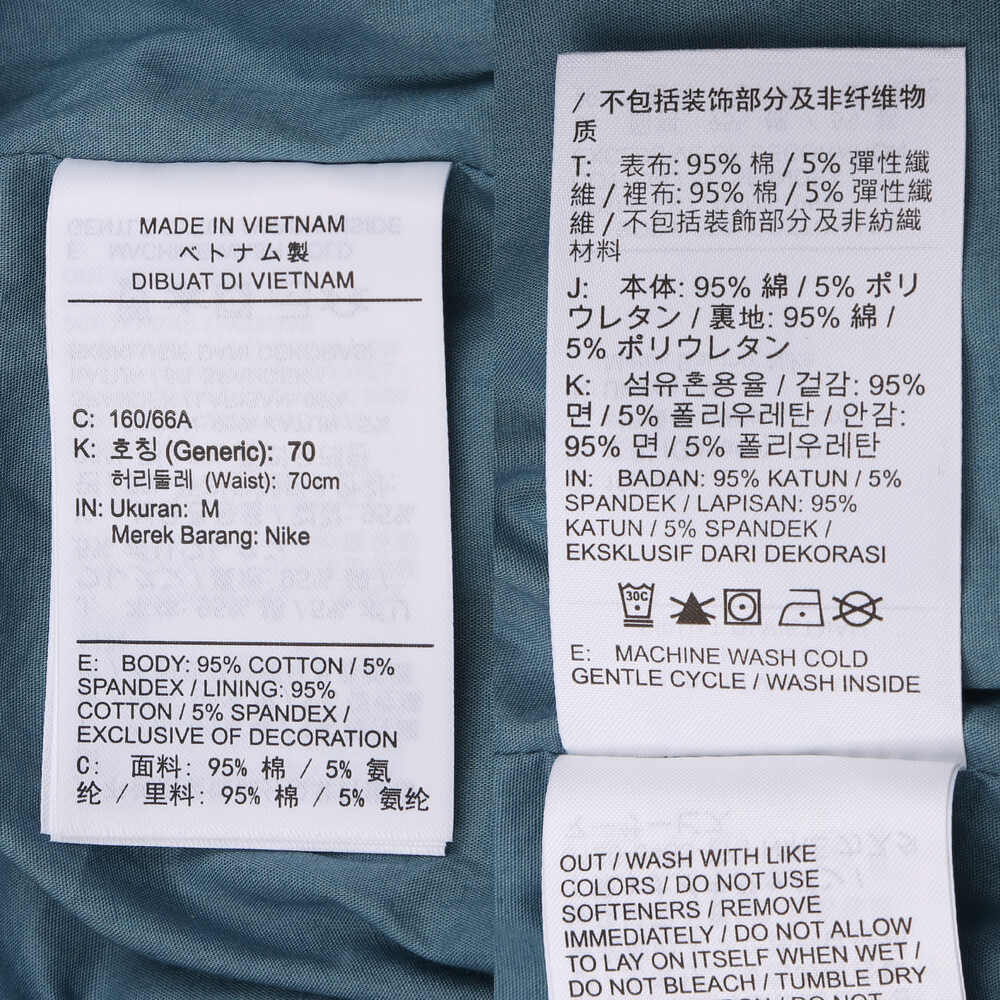 MADE IN VIETNAM
ベトナム製
DIBUAT DI VIETNAM
C: 160/66A
K: 호칭 (Generic): 70
허리둘레 (Waist): 70cm
IN: Ukuran: M
Merek Barang: Nike
E: BODY: 95% COTTON / 5%
SPANDEX / LINING: 95%
COTTON / 5% SPANDEX /
EXCLUSIVE OF DECORATION
C: 面料: 95% 棉 / 5% 氨
纶 / 里料: 95% 棉 / 5% 氨纶
/ 不包括装饰部分及非纤维物
质
T: 表布: 95% 棉 / 5% 彈性纖
維 / 裡布: 95% 棉 / 5% 彈性纖
維 / 不包括裝飾部分及非紡織
材料
J: 本体: 95% 綿 / 5% ポリ
ウレタン / 裏地: 95% 綿 /
5% ポリウレタン
K: 섬유혼용율 / 겉감: 95%
면 / 5% 폴리우레탄 / 안감:
95% 면 / 5% 폴리우레탄
IN: BADAN: 95% KATUN / 5%
SPANDEK / LAPISAN: 95%
KATUN / 5% SPANDEK /
EKSKLUSIF DARI DEKORASI
30C
E: MACHINE WASH COLD
GENTLE CYCLE / WASH INSIDE
OUT / WASH WITH LIKE
COLORS / DO NOT USE
SOFTENERS / REMOVE
IMMEDIATELY / DO NOT ALLOW
TO LAY ON ITSELF WHEN WET /
DO NOT BLEACH / TUMBLE DRY